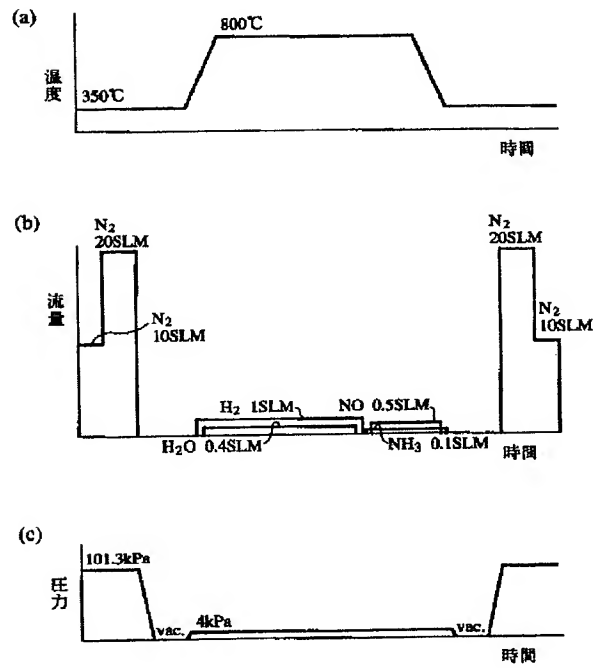 (a)
800℃
温度
350℃
時間
(b)
N2
20SLM
N2
20SLM
流量
N2
10SLM
N2
10SLM
H2 1SLM
NO 0.5SLM
H2O 0.4SLM
NH3 0.1SLM
時間
(c)
101.3kPa
圧力
vac.
4kPa
vac.
時間